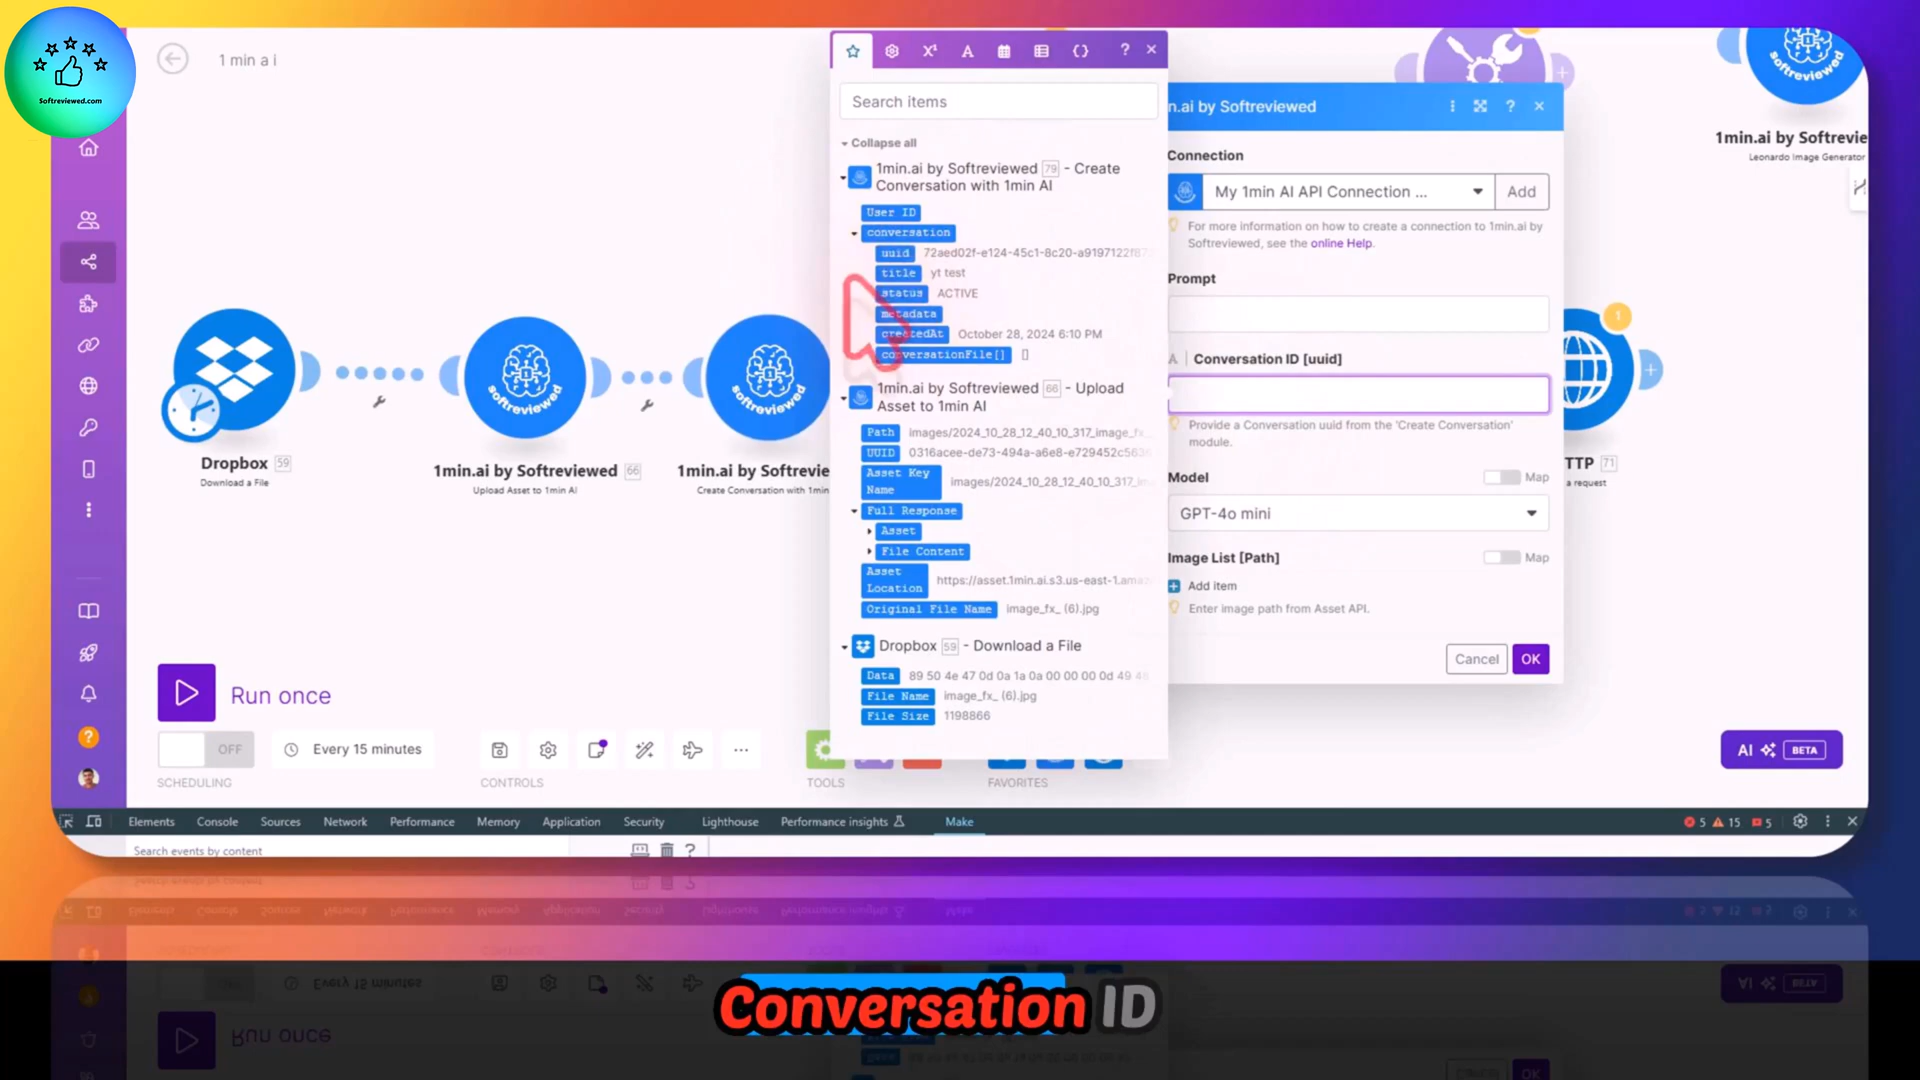 Softreviewed.com
1 min a i
Search items
Collapse all
1min.ai by Softreviewed 79 - Create
Conversation with 1min AI
User ID
conversation
uuid 72aed02f-e124-45c1-8c20-a9197122f87
title yt test
status ACTIVE
metadata
createdAt October 28, 2024 6:10 PM
conversationFile[] []
1min.ai by Softreviewed 66 - Upload
Asset to 1min AI
Path images/2024_10_28_12_40_10_317_image_fx_
UUID 0316acee-de73-494a-a6e8-e729452c5636
Asset Key
Name images/2024_10_28_12_40_10_317_im
Full Response
Asset
File Content
Asset
Location https://asset.1min.ai.s3.us-east-1.amaz
Original File Name image_fx_ (6).jpg
Dropbox 59 - Download a File
Data 89 50 4e 47 0d 0a 1a 0a 00 00 00 0d 49 48
File Name image_fx_ (6).jpg
File Size 1198866
n.ai by Softreviewed
Connection
My 1min AI API Connection ...
Add
For more information on how to create a connection to 1min.ai by
Softreviewed, see the online Help.
Prompt
A Conversation ID [uuid]
Provide a Conversation uuid from the 'Create Conversation'
module.
Model
Map
GPT-4o mini
Image List [Path]
Map
Add item
Enter image path from Asset API.
Cancel
OK
softreviewed
1min.ai by Softrevie
Leonardo Image Generator
1
TTP 71
a request
Dropbox 59
Download a File
softreviewed
1min.ai by Softreviewed 66
Upload Asset to 1min AI
softreviewed
1min.ai by Softrevie
Create Conversation with 1min
Run once
OFF
Every 15 minutes
SCHEDULING
CONTROLS
TOOLS
FAVORITES
AI BETA
Elements
Console
Sources
Network
Performance
Memory
Application
Security
Lighthouse
Performance insights
Make
5 15 5
Search events by content
Conversation ID